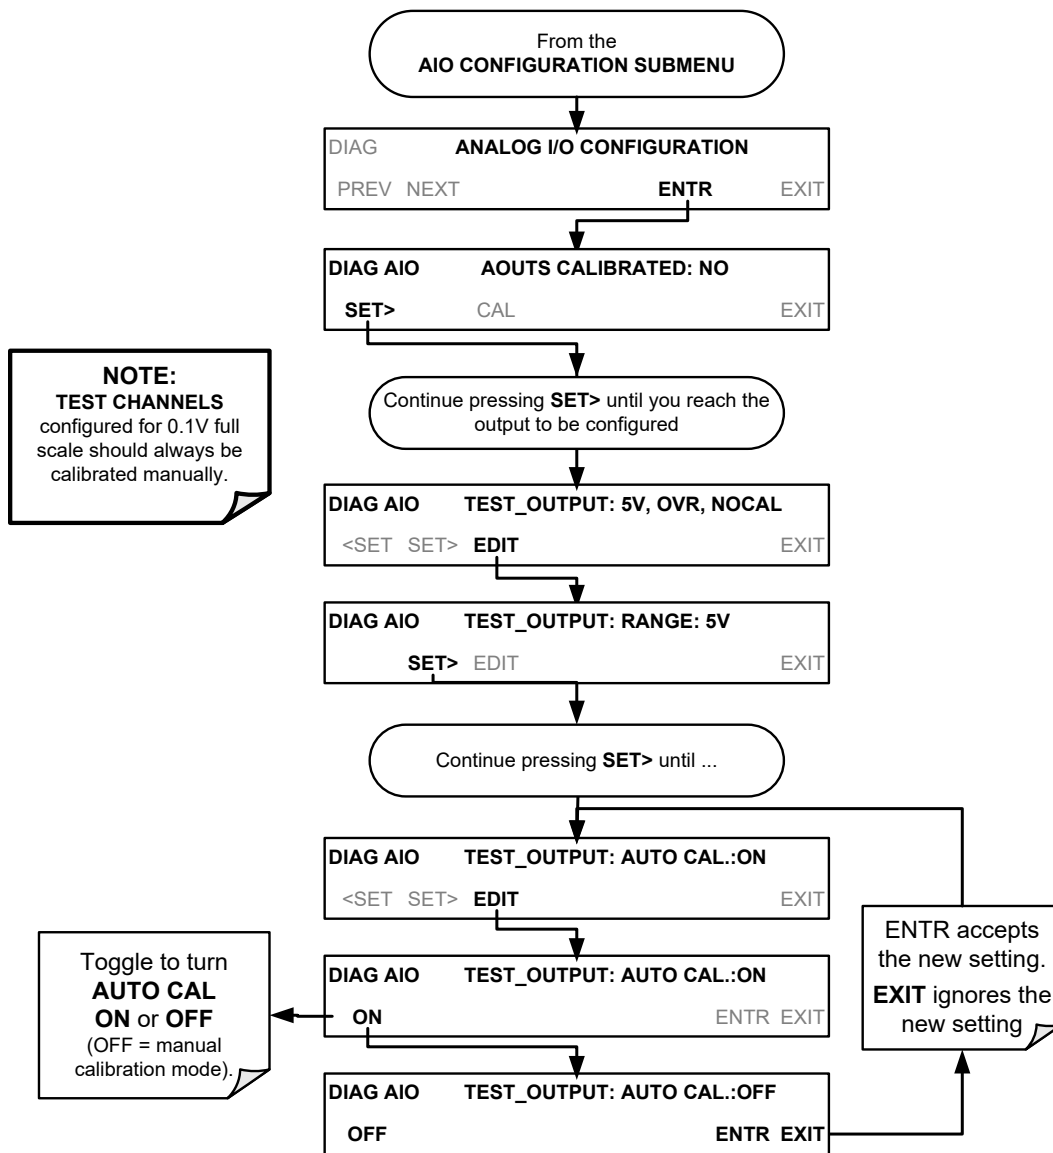 From the
AIO CONFIGURATION SUBMENU
DIAG ANALOG I/O CONFIGURATION
PREV NEXT ENTR EXIT
DIAG AIO AOUTS CALIBRATED: NO
SET> CAL EXIT
NOTE:
TEST CHANNELS
configured for 0.1V full
scale should always be
calibrated manually.
Continue pressing SET> until you reach the
output to be configured
DIAG AIO TEST_OUTPUT: 5V, OVR, NOCAL
<SET SET> EDIT EXIT
DIAG AIO TEST_OUTPUT: RANGE: 5V
SET> EDIT EXIT
Continue pressing SET> until ...
DIAG AIO TEST_OUTPUT: AUTO CAL.:ON
<SET SET> EDIT EXIT
Toggle to turn
AUTO CAL
ON or OFF
(OFF = manual
calibration mode).
DIAG AIO TEST_OUTPUT: AUTO CAL.:ON
ON ENTR EXIT
ENTR accepts
the new setting.
EXIT ignores the
new setting
DIAG AIO TEST_OUTPUT: AUTO CAL.:OFF
OFF ENTR EXIT